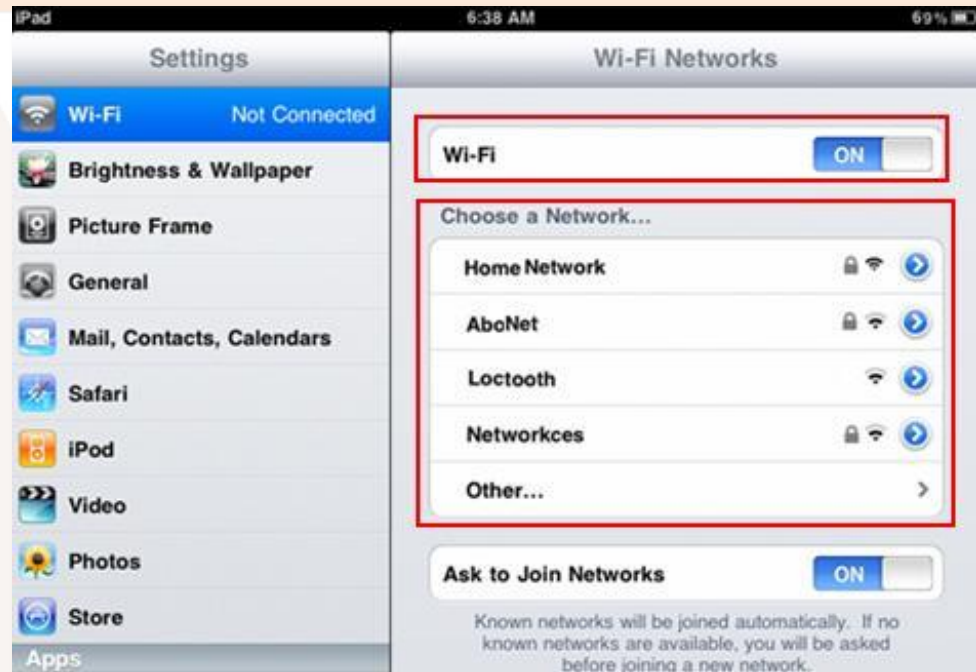 iPad 6:38 AM 69%
Settings
Wi-Fi Networks
Wi-Fi Not Connected
Brightness & Wallpaper
Picture Frame
General
Mail, Contacts, Calendars
Safari
iPod
Video
Photos
Store
Apps
Wi-Fi ON
Choose a Network...
Home Network
AboNet
Loctooth
Networkces
Other...
Ask to Join Networks ON
Known networks will be joined automatically. If no
known networks are available, you will be asked
before joining a new network.